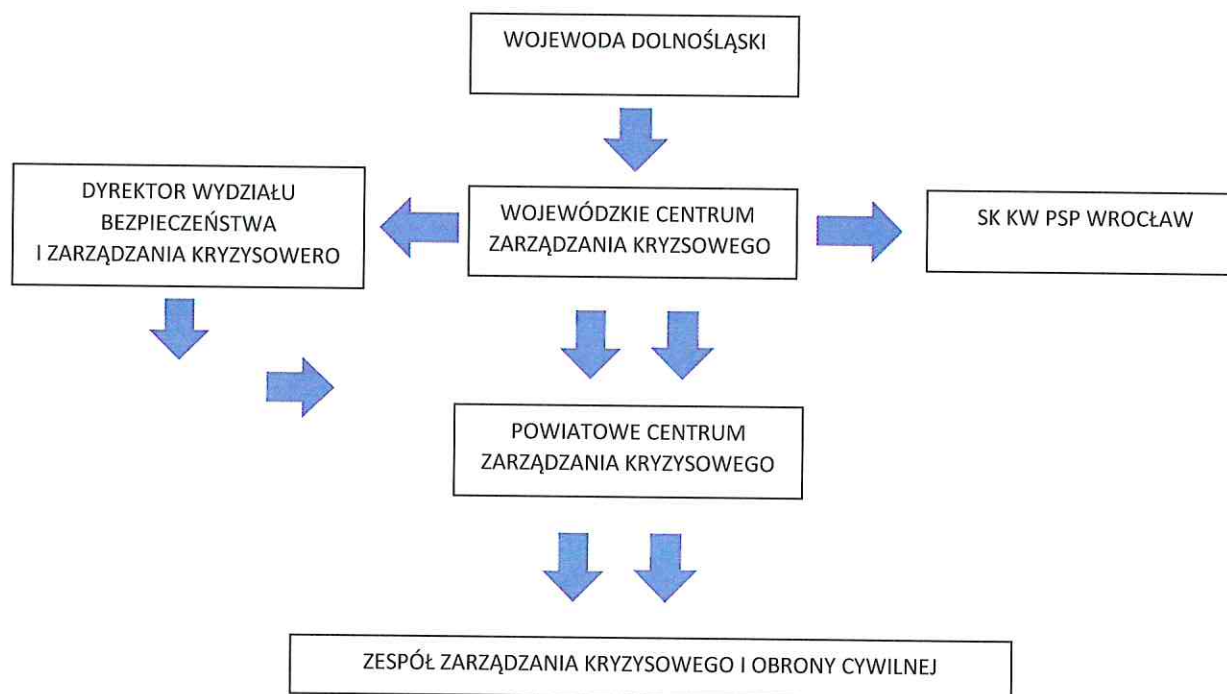 WOJEWODA DOLNOŚLĄSKI
DYREKTOR WYDZIAŁU
BEZPIECZEŃSTWA
I ZARZĄDZANIA KRYZYSOWERO
WOJEWÓDZKIE CENTRUM
ZARZĄDZANIA KRYZSOWEGO
SK KW PSP WROCŁAW
POWIATOWE CENTRUM
ZARZĄDZANIA KRYZYSOWEGO
ZESPÓŁ ZARZĄDZANIA KRYZYSOWEGO I OBRONY CYWILNEJ